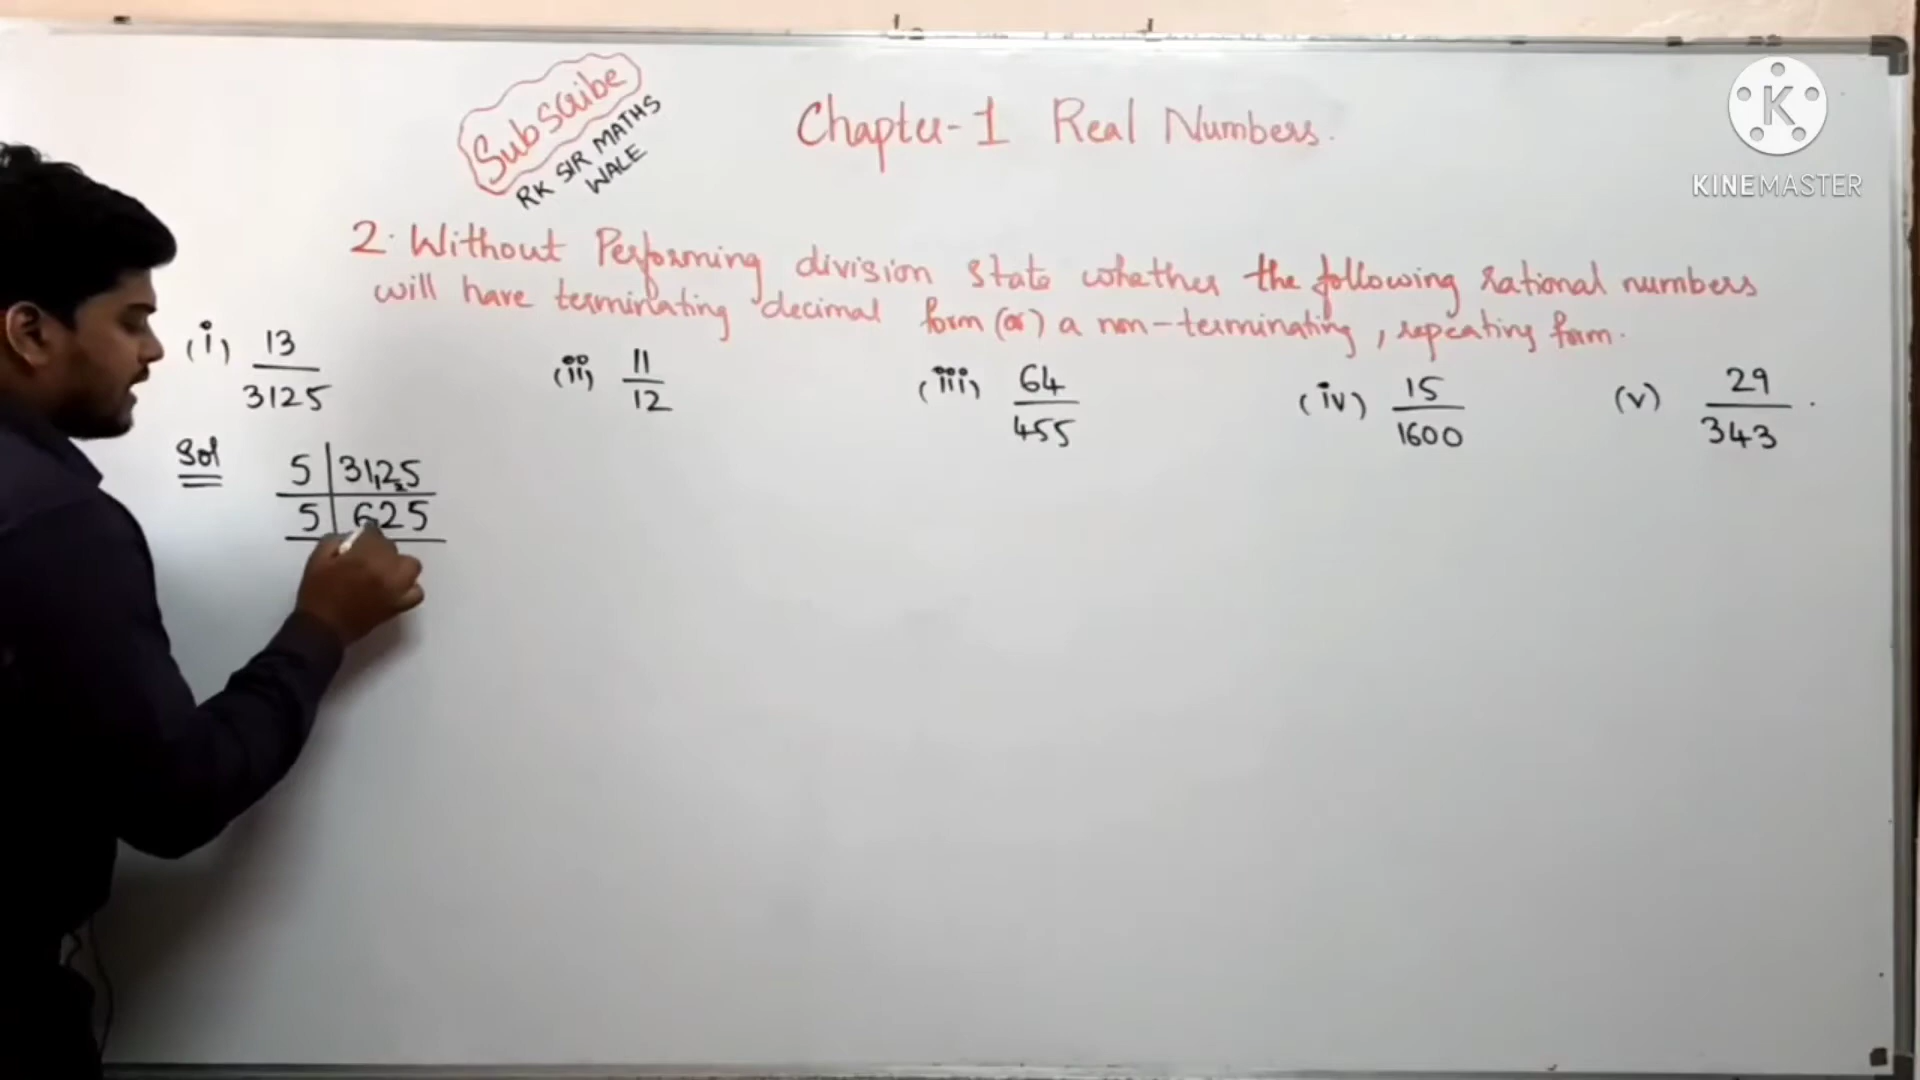 Subscribe
RK SIR MATHS
WALE
Chapter-1 Real Numbers.
KINEMASTER
2. Without Performing division state whether the following rational numbers
will have terminating decimal form (or) a non-terminating, repeating form.
(i) 13/3125 (ii) 11/12 (iii) 64/455 (iv) 15/1600 (v) 29/343.
Sol
5 | 3125
5 | 625